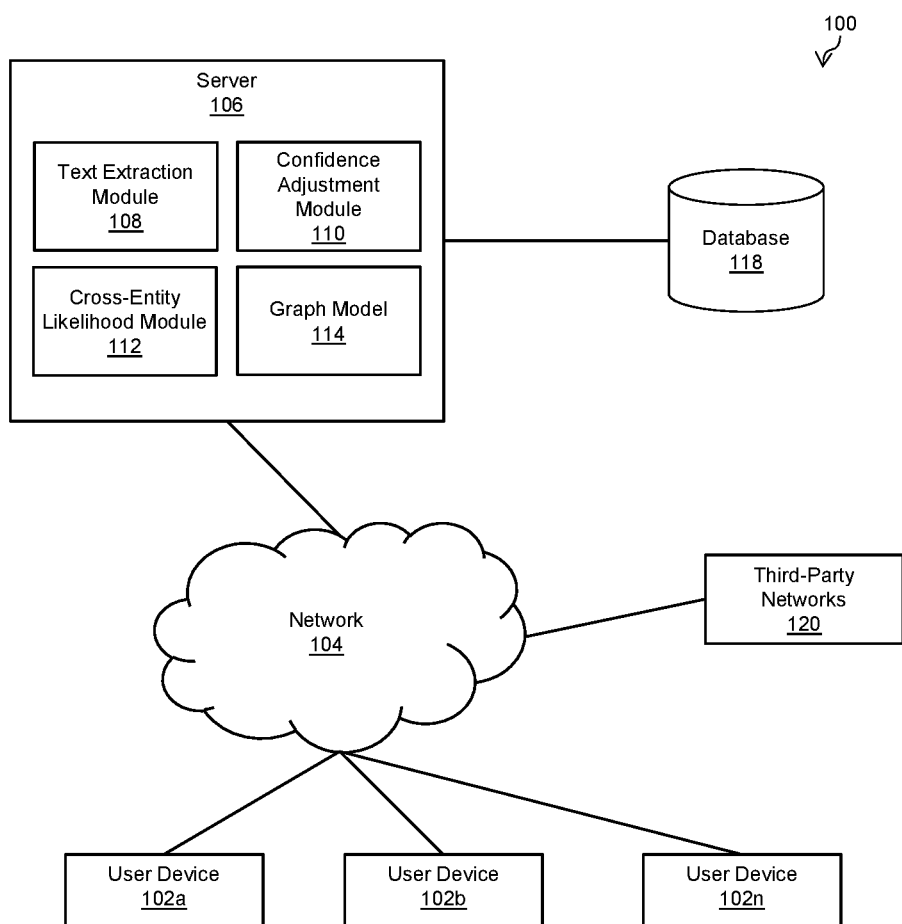 100
Server
106
Text Extraction
Module
108
Confidence
Adjustment
Module
110
Cross-Entity
Likelihood Module
112
Graph Model
114
Database
118
Network
104
Third-Party
Networks
120
User Device
102a
User Device
102b
User Device
102n